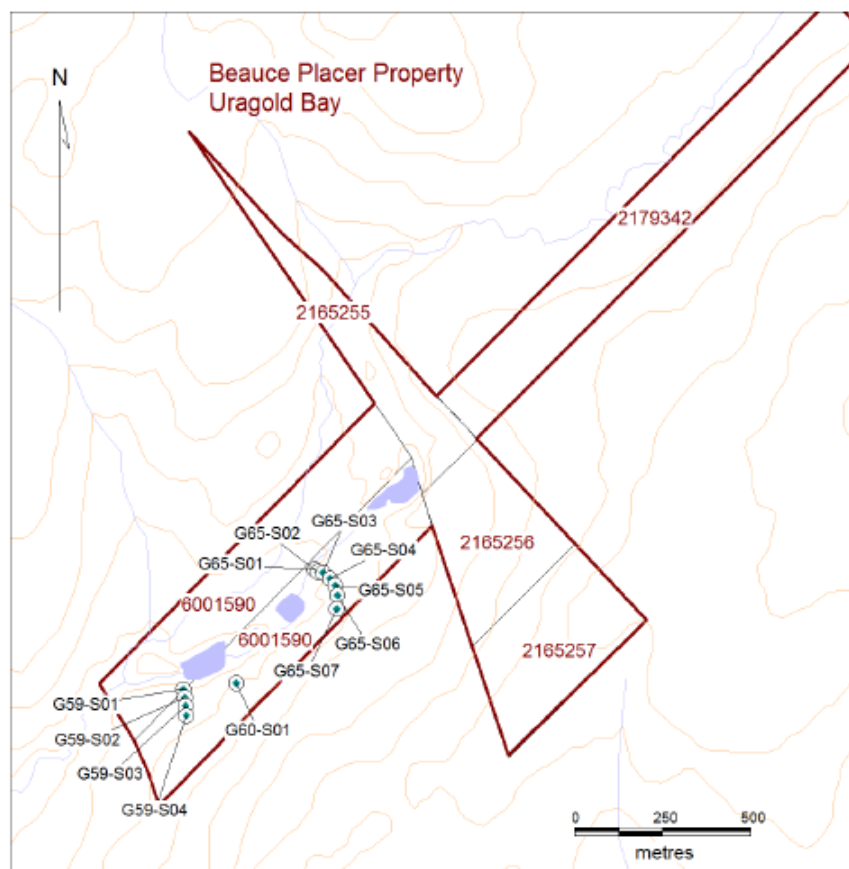 Beauce Placer Property
Uragold Bay
N
2179342
2165255
G65-S03
G65-S02
G65-S04
G65-S01
2165256
G65-S05
6001590
G65-S06
6001590
G65-S07
2165257
G59-S01
G60-S01
G59-S02
G59-S03
G59-S04
0 250 500
metres